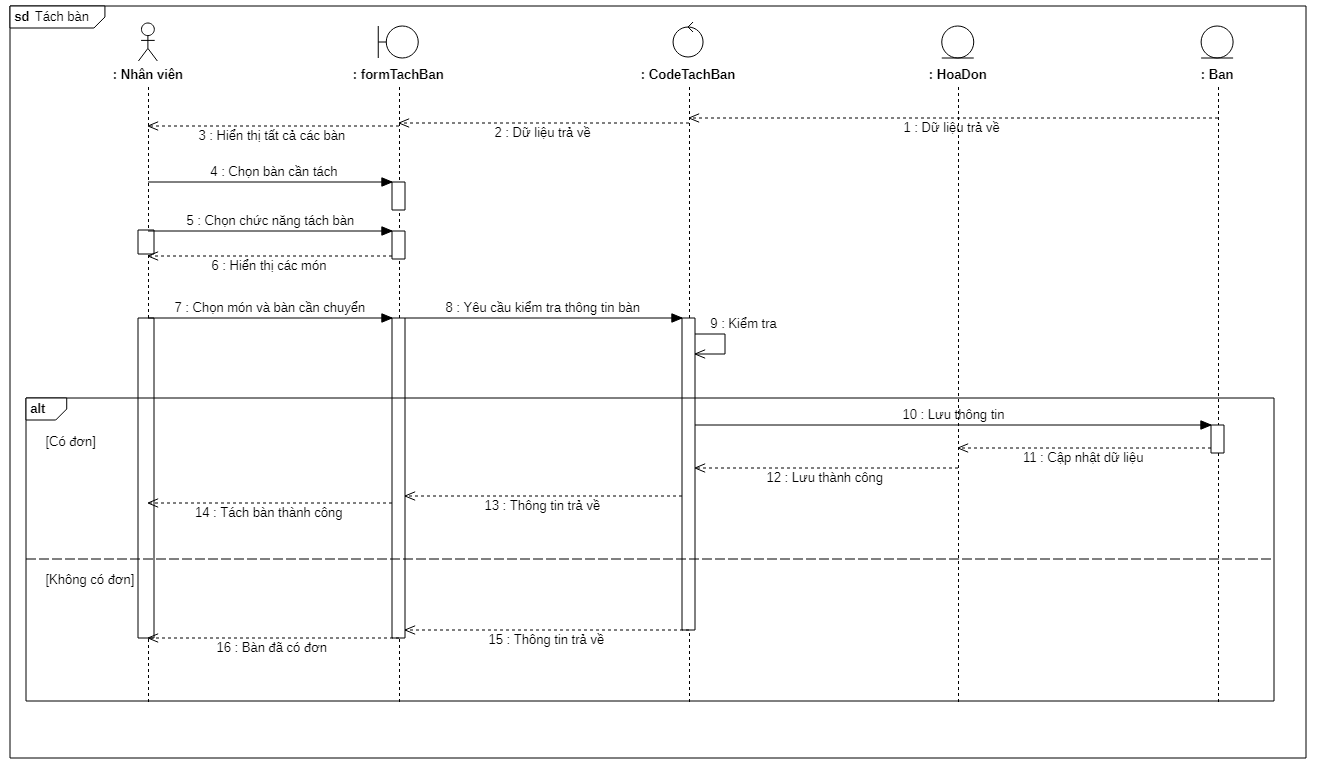 sd Tách bàn
: Nhân viên
: formTachBan
: CodeTachBan
: HoaDon
: Ban
1 : Dữ liệu trả về
2 : Dữ liệu trả về
3 : Hiển thị tất cả các bàn
4 : Chọn bàn cần tách
5 : Chọn chức năng tách bàn
6 : Hiển thị các món
7 : Chọn món và bàn cần chuyển
8 : Yêu cầu kiểm tra thông tin bàn
9 : Kiểm tra
alt
10 : Lưu thông tin
[Có đơn]
11 : Cập nhật dữ liệu
12 : Lưu thành công
13 : Thông tin trả về
14 : Tách bàn thành công
[Không có đơn]
15 : Thông tin trả về
16 : Bàn đã có đơn